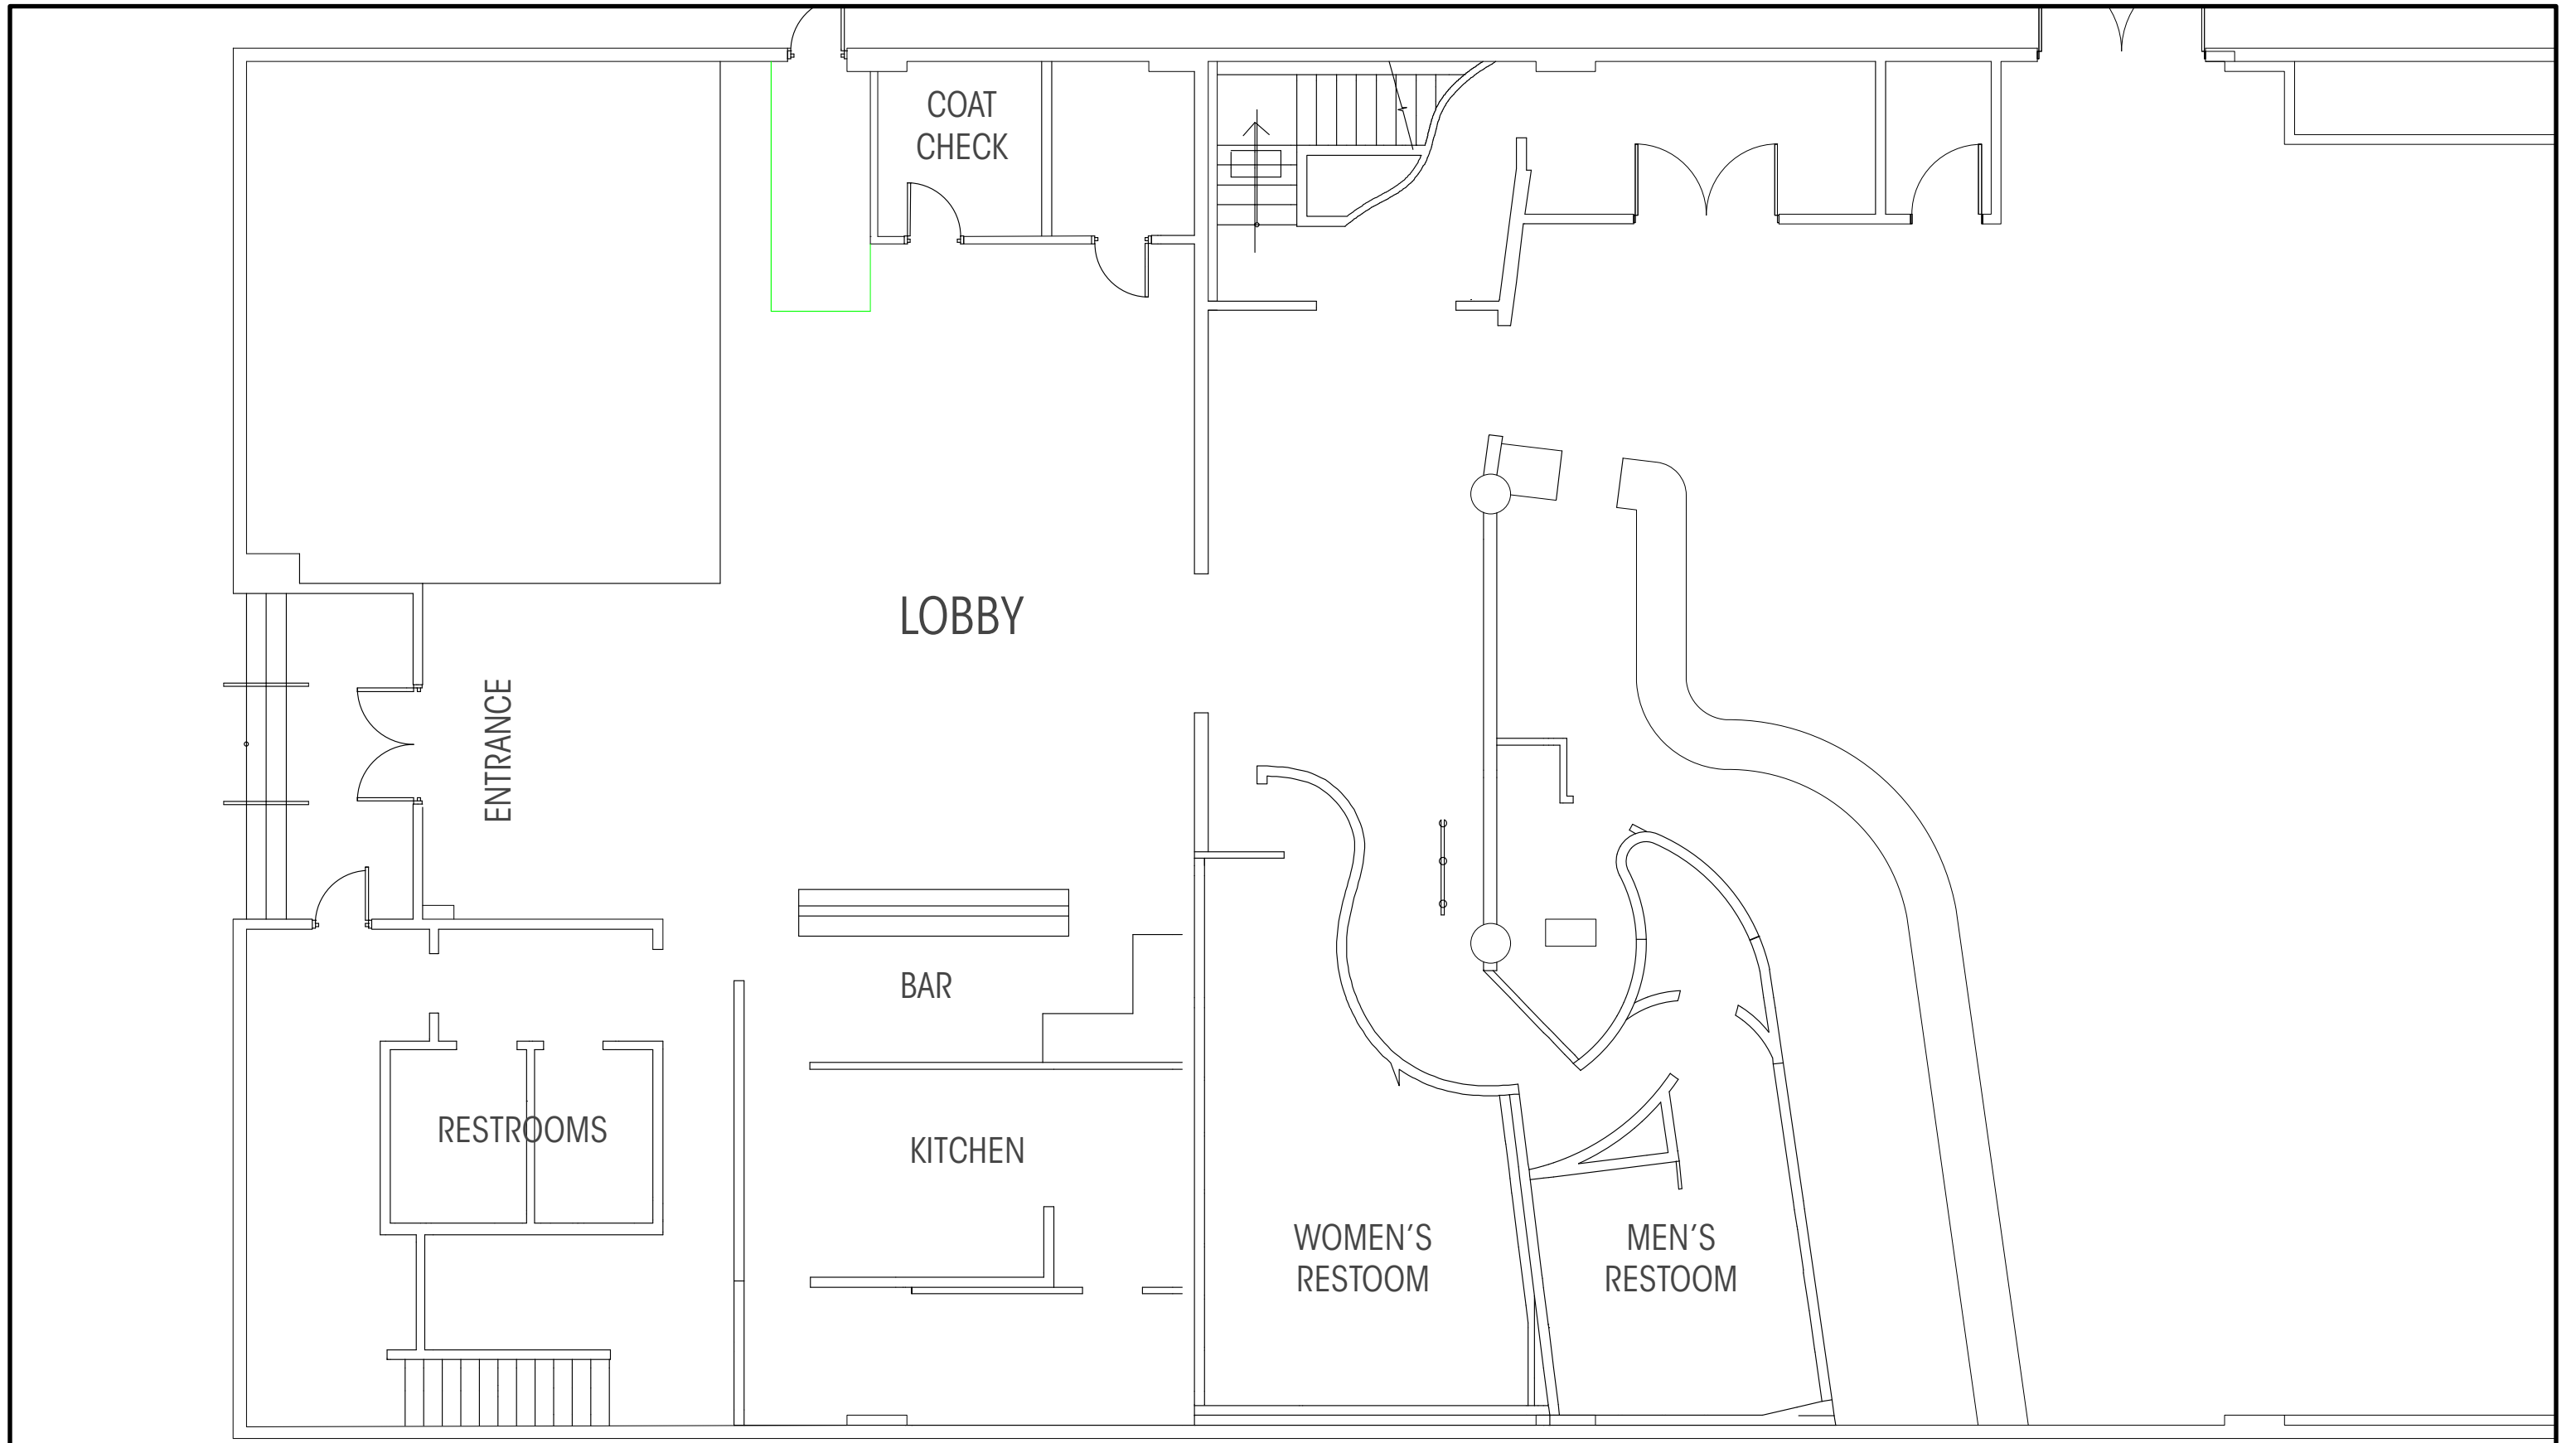 COAT
CHECK
LOBBY
ENTRANCE
BAR
RESTROOMS
KITCHEN
WOMEN'S
RESTOOM
MEN'S
RESTOOM